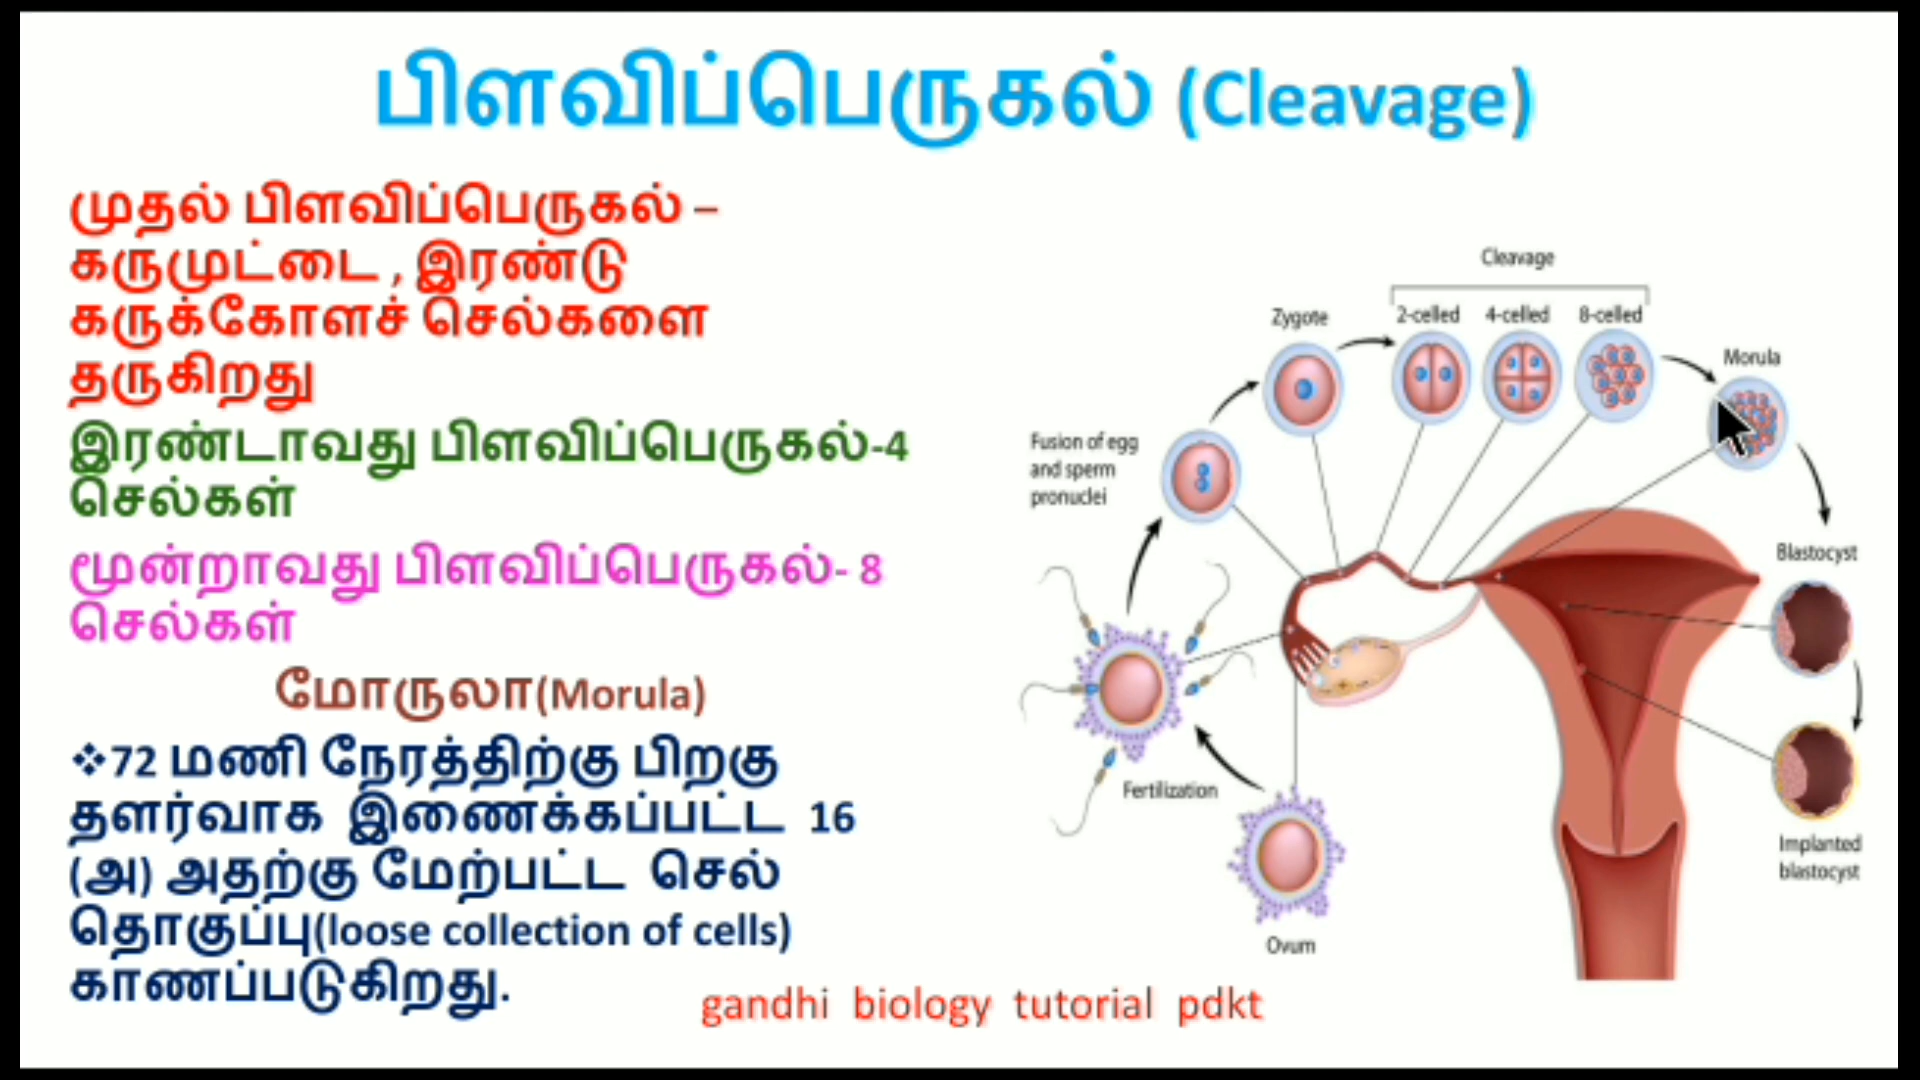 பிளவிப்பெருகல் (Cleavage)
முதல் பிளவிப்பெருகல் –
கருமுட்டை , இரண்டு
கருக்கோளச் செல்களை
தருகிறது
இரண்டாவது பிளவிப்பெருகல்-4
செல்கள்
மூன்றாவது பிளவிப்பெருகல்- 8
செல்கள்
மோருலா(Morula)
❖72 மணி நேரத்திற்கு பிறகு
தளர்வாக இணைக்கப்பட்ட 16
(அ) அதற்கு மேற்பட்ட செல்
தொகுப்பு(loose collection of cells)
காணப்படுகிறது.
Cleavage
Zygote
2-celled 4-celled 8-celled
Morula
Fusion of egg
and sperm
pronuclei
Blastocyst
Fertilization
Implanted
blastocyst
Ovum
gandhi biology tutorial pdkt